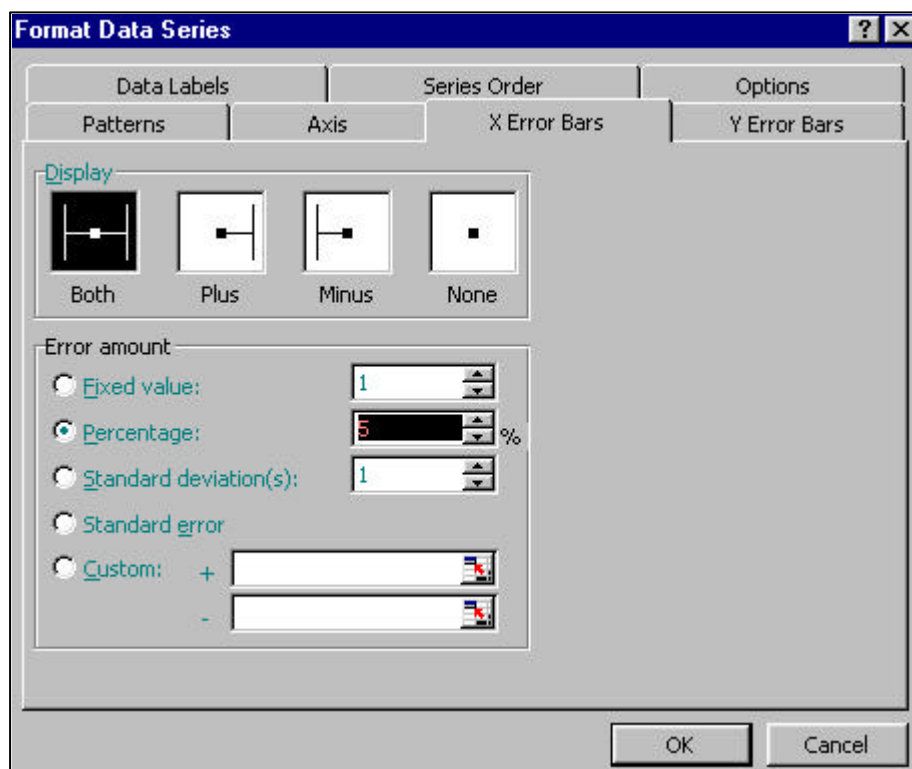 Format Data Series
Data Labels Series Order Options
Patterns Axis X Error Bars Y Error Bars
Display
Both Plus Minus None
Error amount
Fixed value: 1
Percentage: 5 %
Standard deviation(s): 1
Standard error
Custom: +
-
OK Cancel